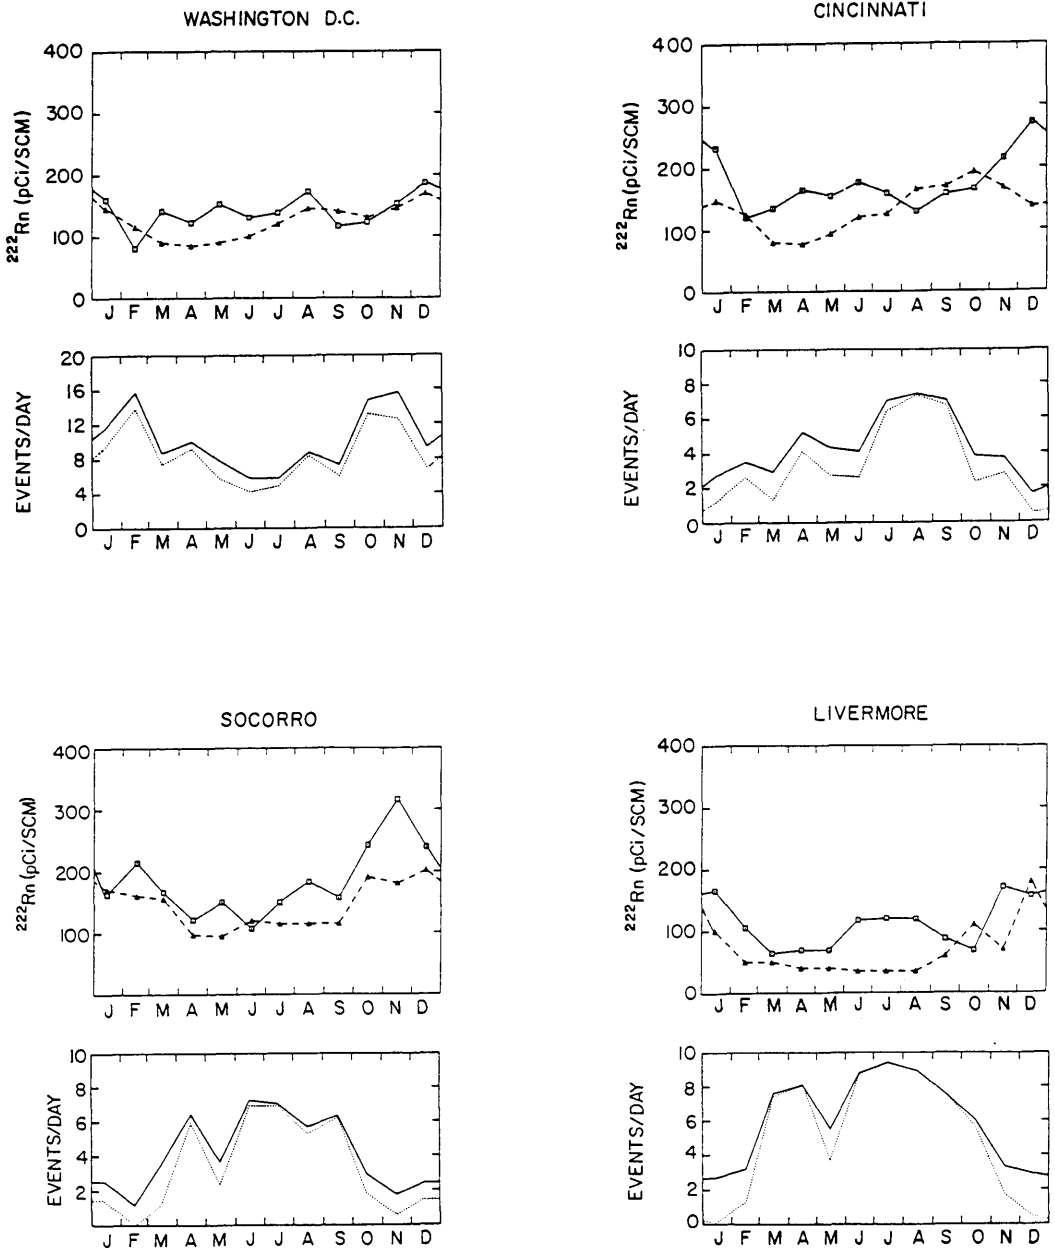 WASHINGTON D.C.
400
300
200
100
0
²²²Rn (pCi/SCM)
J F M A M J J A S O N D
20
16
12
8
4
0
EVENTS/DAY
J F M A M J J A S O N D
CINCINNATI
400
300
200
100
0
²²²Rn (pCi/SCM)
J F M A M J J A S O N D
10
8
6
4
2
0
EVENTS/DAY
J F M A M J J A S O N D
SOCORRO
400
300
200
100
²²²Rn (pCi/SCM)
J F M A M J J A S O N D
10
8
6
4
2
EVENTS/DAY
J F M A M J J A S O N D
LIVERMORE
400
300
200
100
0
²²²Rn (pCi/SCM)
J F M A M J J A S O N D
10
8
6
4
2
0
EVENTS/DAY
J F M A M J J A S O N D